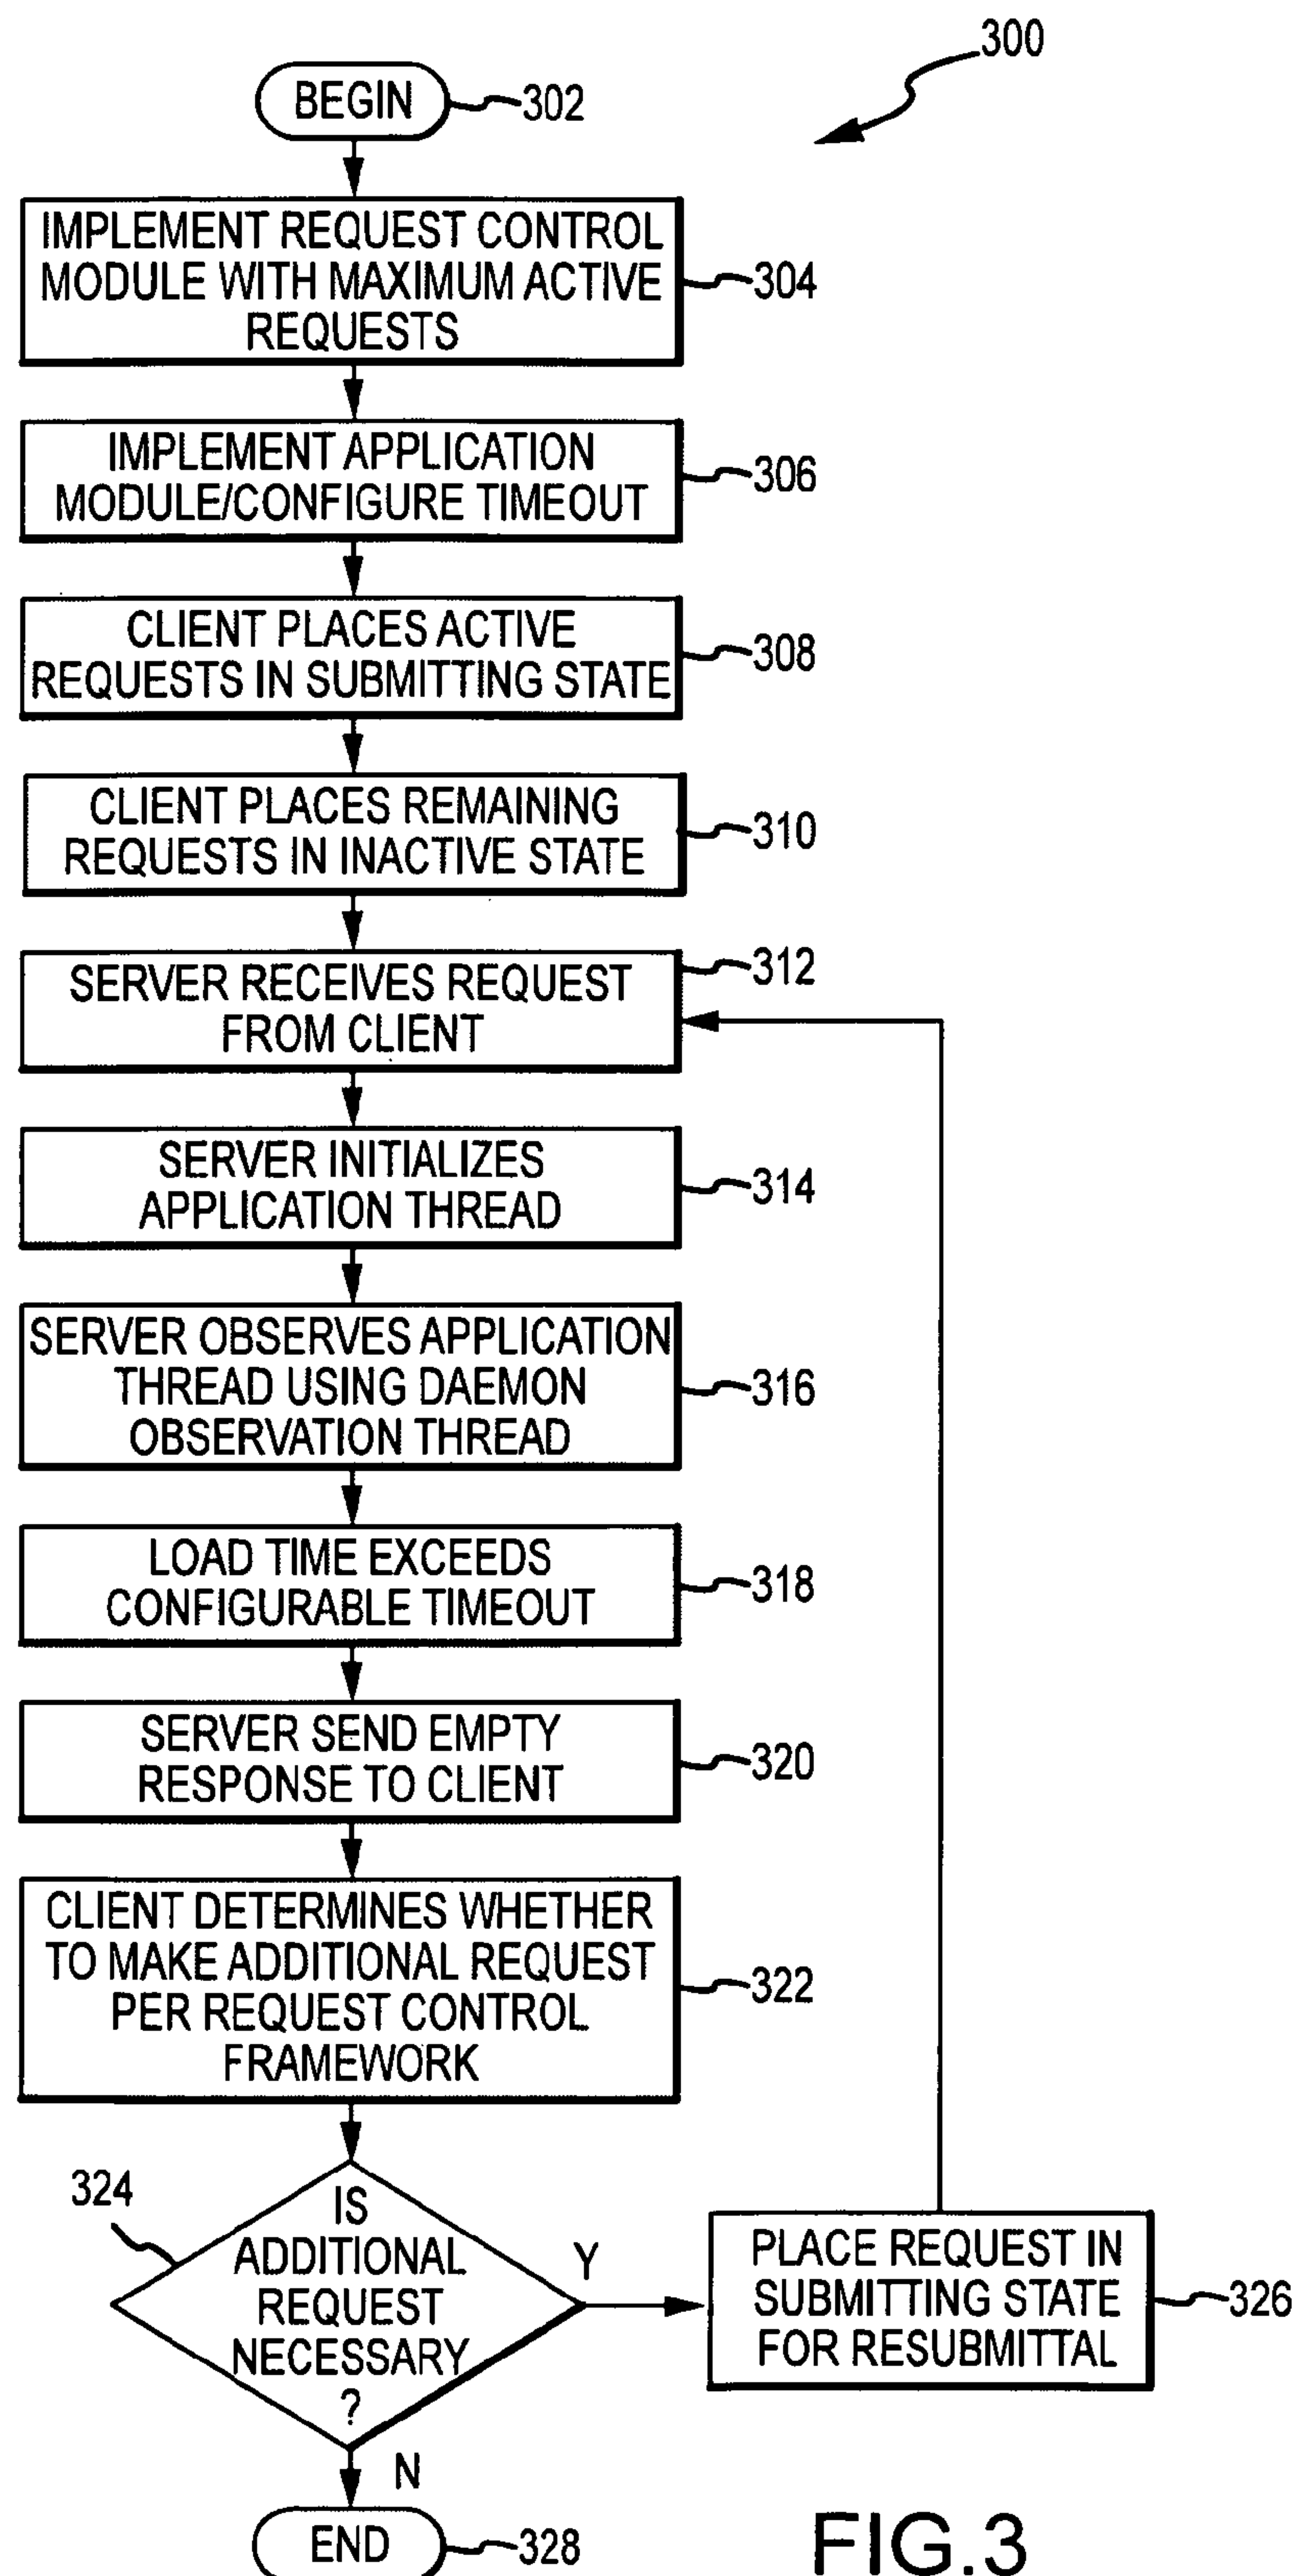 300
BEGIN
302
IMPLEMENT REQUEST CONTROL
MODULE WITH MAXIMUM ACTIVE
REQUESTS
304
IMPLEMENT APPLICATION
MODULE/CONFIGURE TIMEOUT
306
CLIENT PLACES ACTIVE
REQUESTS IN SUBMITTING STATE
308
CLIENT PLACES REMAINING
REQUESTS IN INACTIVE STATE
310
SERVER RECEIVES REQUEST
FROM CLIENT
312
SERVER INITIALIZES
APPLICATION THREAD
314
SERVER OBSERVES APPLICATION
THREAD USING DAEMON
OBSERVATION THREAD
316
LOAD TIME EXCEEDS
CONFIGURABLE TIMEOUT
318
SERVER SEND EMPTY
RESPONSE TO CLIENT
320
CLIENT DETERMINES WHETHER
TO MAKE ADDITIONAL REQUEST
PER REQUEST CONTROL
FRAMEWORK
322
324
IS
ADDITIONAL
REQUEST
NECESSARY
?
Y
PLACE REQUEST IN
SUBMITTING STATE
FOR RESUBMITTAL
326
N
END
328
FIG.3